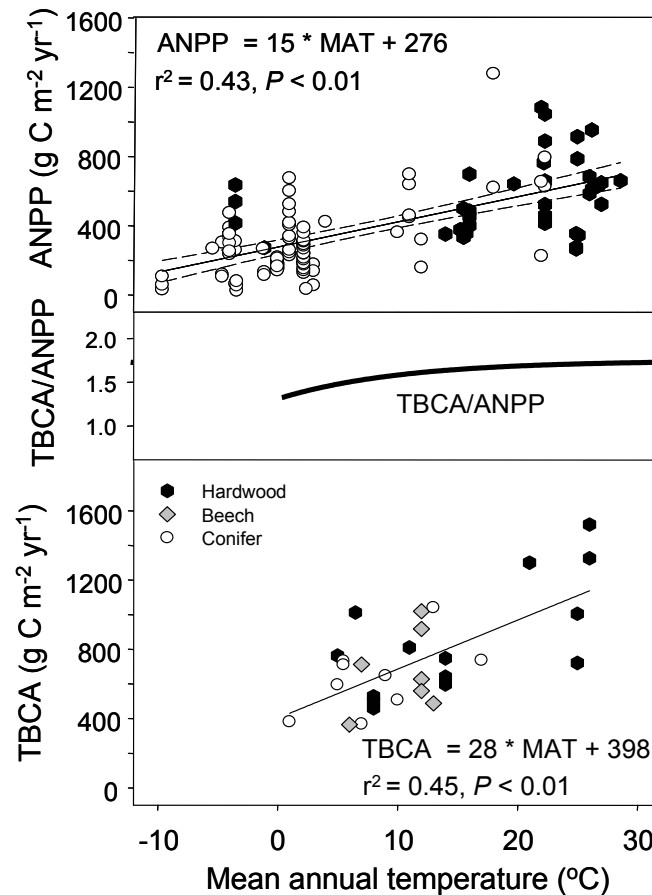 1600
ANPP = 15 * MAT + 276
r² = 0.43, P < 0.01
1200
800
400
0
ANPP (g C m⁻² yr⁻¹)
2.0
1.5
1.0
TBCA/ANPP
TBCA/ANPP
Hardwood
Beech
Conifer
1600
1200
800
400
0
TBCA (g C m⁻² yr⁻¹)
TBCA = 28 * MAT + 398
r² = 0.45, P < 0.01
-10 0 10 20 30
Mean annual temperature (ºC)